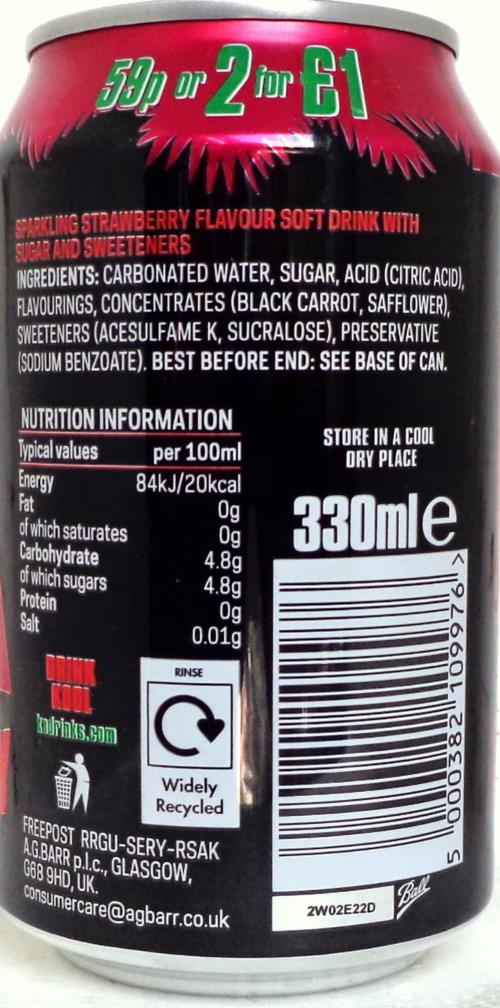 59p or 2 for £1
SPARKLING STRAWBERRY FLAVOUR SOFT DRINK WITH
SUGAR AND SWEETENERS
INGREDIENTS: CARBONATED WATER, SUGAR, ACID (CITRIC ACID),
FLAVOURINGS, CONCENTRATES (BLACK CARROT, SAFFLOWER),
SWEETENERS (ACESULFAME K, SUCRALOSE), PRESERVATIVE
(SODIUM BENZOATE). BEST BEFORE END: SEE BASE OF CAN.
NUTRITION INFORMATION
Typical values per 100ml
Energy 84kJ/20kcal
Fat 0g
of which saturates 0g
Carbohydrate 4.8g
of which sugars 4.8g
Protein 0g
Salt 0.01g
STORE IN A COOL
DRY PLACE
330ml e
5 000382 109976 >
DRINK
KOOL
kadrinks.com
RINSE
Widely
Recycled
FREEPOST RRGU-SERY-RSAK
A.G.BARR p.l.c., GLASGOW,
G68 9HD, UK.
consumercare@agbarr.co.uk
2W02E22D
Ball